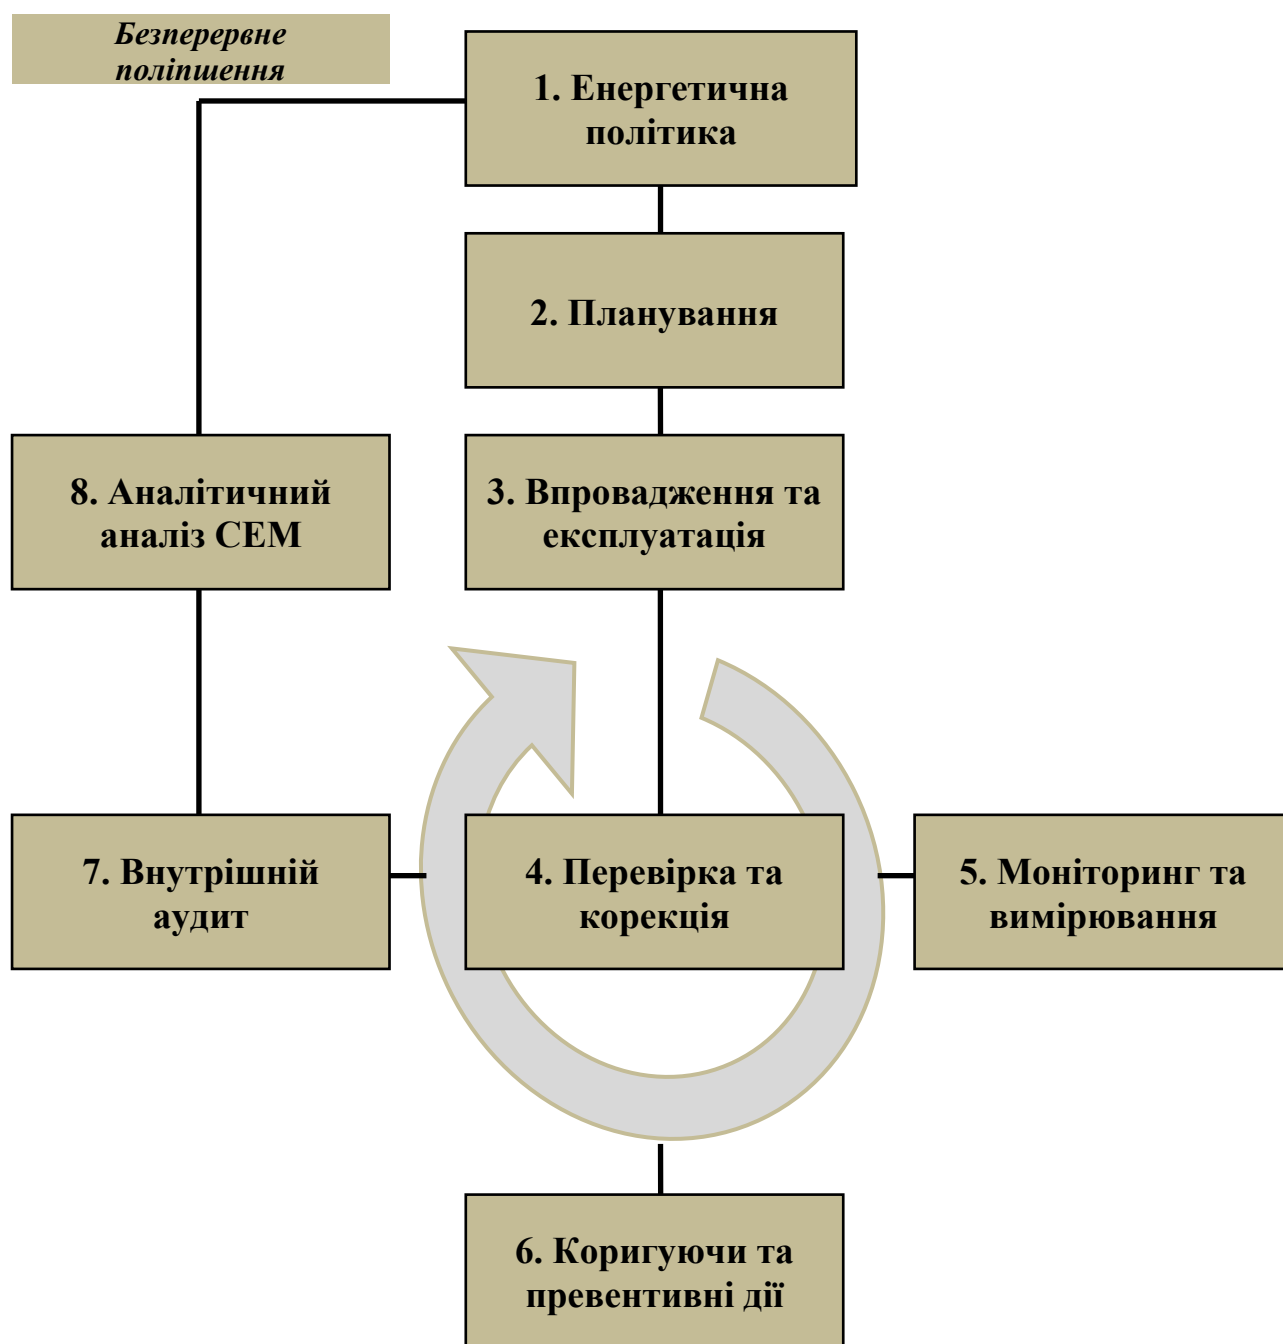 Безперервне
поліпшення
1. Енергетична
політика
2. Планування
8. Аналітичний
аналіз СЕМ
3. Впровадження та
експлуатація
7. Внутрішній
аудит
4. Перевірка та
корекція
5. Моніторинг та
вимірювання
6. Коригуючи та
превентивні дії